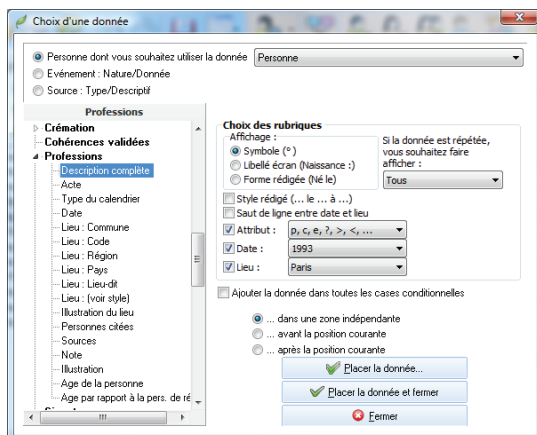 Choix d'une donnée
Personne dont vous souhaitez utiliser la donnée Personne
Evénement : Nature/Donnée
Source : Type/Descriptif
Professions
Crémation
Cohérences validées
Professions
Description complète
Acte
Type du calendrier
Date
Lieu : Commune
Lieu : Code
Lieu : Région
Lieu : Pays
Lieu : Lieu-dit
Lieu : (voir style)
Illustration du lieu
Personnes citées
Sources
Note
Illustration
Age de la personne
Age par rapport à la pers. de ré
Choix des rubriques
Affichage :
Symbole (° )
Libellé écran (Naissance :)
Forme rédigée (Né le)
Si la donnée est répétée,
vous souhaitez faire
afficher :
Tous
Style rédigé (... le ... à ...)
Saut de ligne entre date et lieu
Attribut : p, c, e, ?, >, <, ...
Date : 1993
Lieu : Paris
Ajouter la donnée dans toutes les cases conditionnelles
... dans une zone indépendante
... avant la position courante
... après la position courante
Placer la donnée...
Placer la donnée et fermer
Fermer